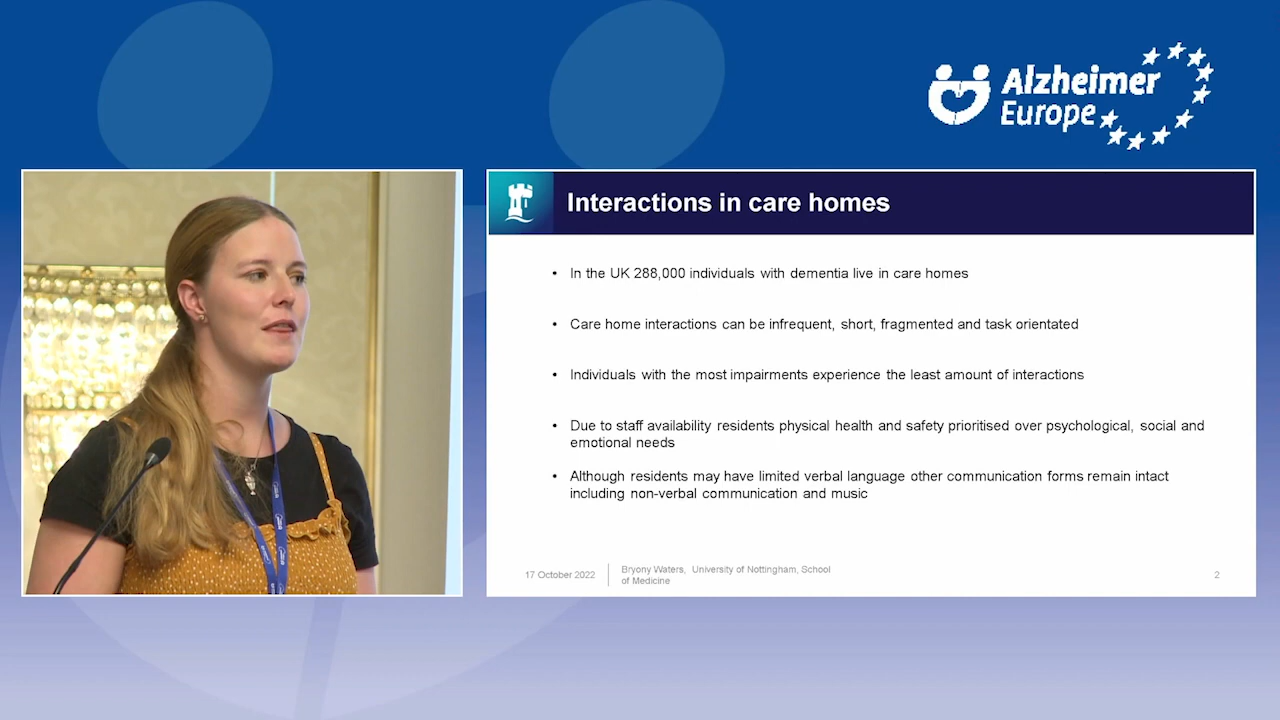 Alzheimer
Europe
Interactions in care homes
• In the UK 288,000 individuals with dementia live in care homes
• Care home interactions can be infrequent, short, fragmented and task orientated
• Individuals with the most impairments experience the least amount of interactions
• Due to staff availability residents physical health and safety prioritised over psychological, social and
emotional needs
• Although residents may have limited verbal language other communication forms remain intact
including non-verbal communication and music
17 October 2022
Bryony Waters, University of Nottingham, School
of Medicine
2